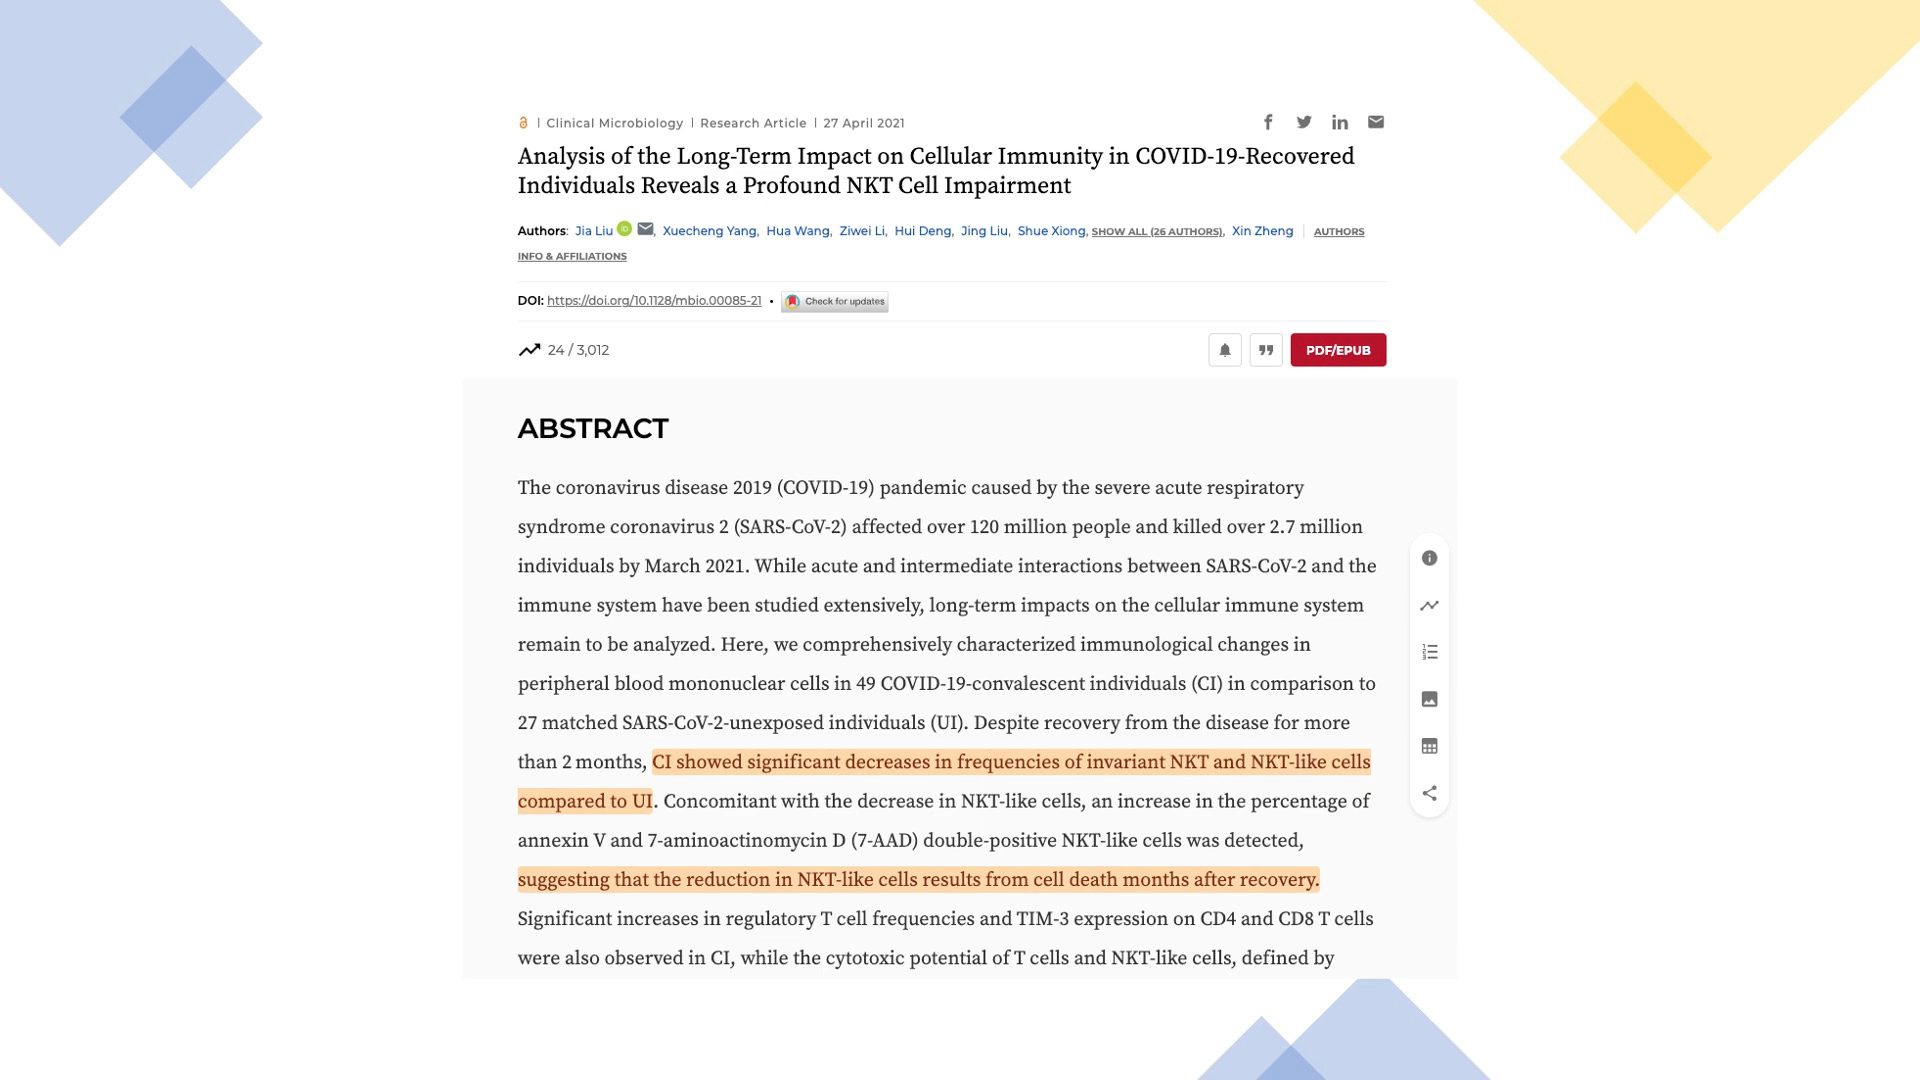 Clinical Microbiology | Research Article | 27 April 2021
Analysis of the Long-Term Impact on Cellular Immunity in COVID-19-Recovered
Individuals Reveals a Profound NKT Cell Impairment
Authors: Jia Liu, Xuecheng Yang, Hua Wang, Ziwei Li, Hui Deng, Jing Liu, Shue Xiong, SHOW ALL (26 AUTHORS), Xin Zheng | AUTHORS
INFO & AFFILIATIONS
DOI: https://doi.org/10.1128/mbio.00085-21 • Check for updates
24 / 3,012
PDF/EPUB
ABSTRACT
The coronavirus disease 2019 (COVID-19) pandemic caused by the severe acute respiratory
syndrome coronavirus 2 (SARS-CoV-2) affected over 120 million people and killed over 2.7 million
individuals by March 2021. While acute and intermediate interactions between SARS-CoV-2 and the
immune system have been studied extensively, long-term impacts on the cellular immune system
remain to be analyzed. Here, we comprehensively characterized immunological changes in
peripheral blood mononuclear cells in 49 COVID-19-convalescent individuals (CI) in comparison to
27 matched SARS-CoV-2-unexposed individuals (UI). Despite recovery from the disease for more
than 2 months, CI showed significant decreases in frequencies of invariant NKT and NKT-like cells
compared to UI. Concomitant with the decrease in NKT-like cells, an increase in the percentage of
annexin V and 7-aminoactinomycin D (7-AAD) double-positive NKT-like cells was detected,
suggesting that the reduction in NKT-like cells results from cell death months after recovery.
Significant increases in regulatory T cell frequencies and TIM-3 expression on CD4 and CD8 T cells
were also observed in CI, while the cytotoxic potential of T cells and NKT-like cells, defined by